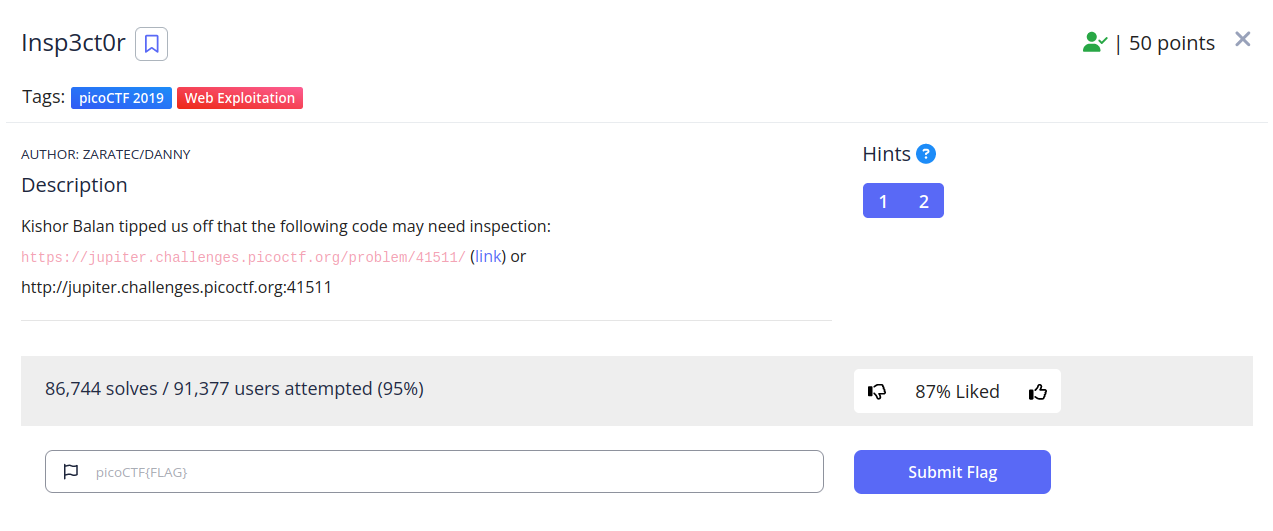 Insp3ct0r
| 50 points
Tags: picoCTF 2019 Web Exploitation
AUTHOR: ZARATEC/DANNY
Description
Kishor Balan tipped us off that the following code may need inspection:
https://jupiter.challenges.picoctf.org/problem/41511/ (link) or
http://jupiter.challenges.picoctf.org:41511
Hints ?
1 2
86,744 solves / 91,377 users attempted (95%)
87% Liked
picoCTF{FLAG}
Submit Flag